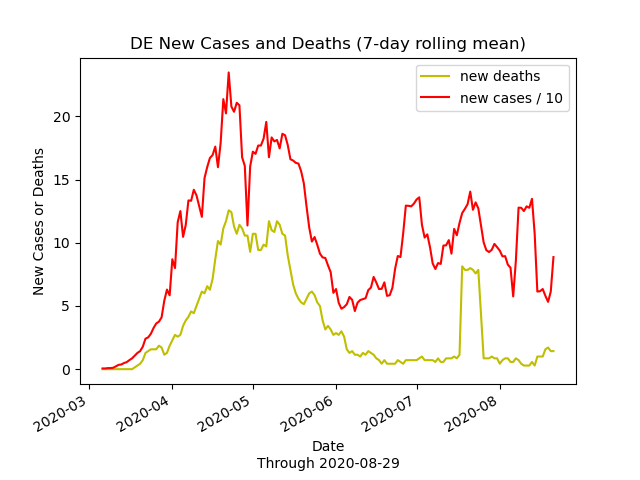 DE New Cases and Deaths (7-day rolling mean)
new deaths
new cases / 10
New Cases or Deaths
20
15
10
5
0
2020-03
2020-04
2020-05
2020-06
2020-07
2020-08
Date
Through 2020-08-29